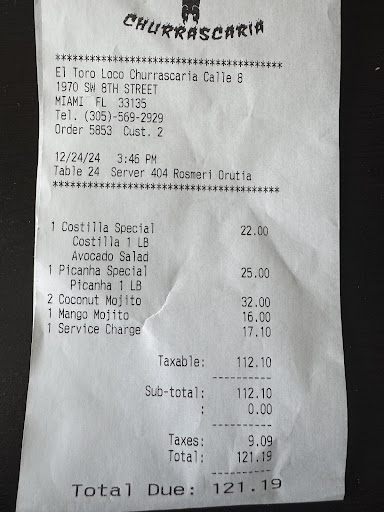 CHURRASCARIA
****************************************
El Toro Loco Churrascaria Calle 8
1970 SW 8TH STREET
MIAMI FL 33135
Tel. (305)-569-2929
Order 5853 Cust. 2
12/24/24 3:46 PM
Table 24 Server 404 Rosmeri Orutia
****************************************
1 Costilla Special 22.00
Costilla 1 LB
Avocado Salad
1 Picanha Special 25.00
Picanha 1 LB
2 Coconut Mojito 32.00
1 Mango Mojito 16.00
1 Service Charge 17.10
Taxable: 112.10
----------
Sub-total: 112.10
: 0.00
----------
Taxes: 9.09
Total: 121.19
----------
Total Due: 121.19